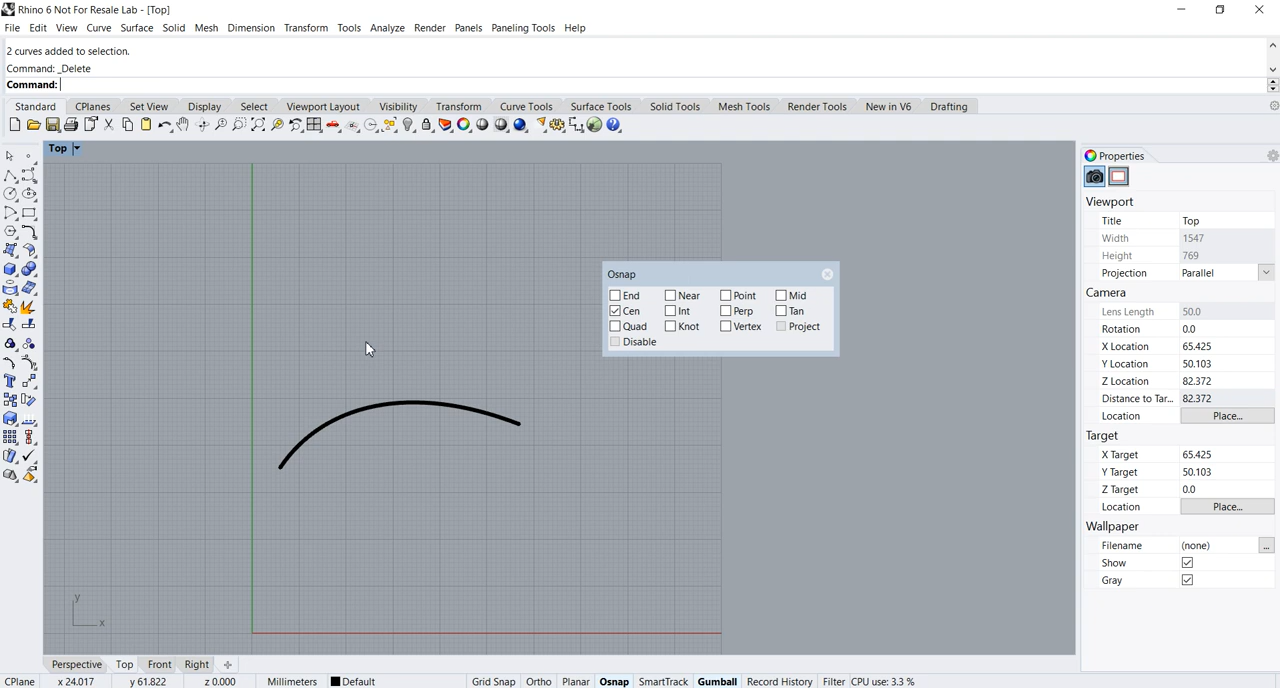 Rhino 6 Not For Resale Lab - [Top]
File Edit View Curve Surface Solid Mesh Dimension Transform Tools Analyze Render Panels Paneling Tools Help
2 curves added to selection.
Command: _Delete
Command:
Standard CPlanes Set View Display Select Viewport Layout Visibility Transform Curve Tools Surface Tools Solid Tools Mesh Tools Render Tools New in V6 Drafting
Top
Properties
Viewport
Title Top
Width 1547
Height 769
Projection Parallel
Camera
Lens Length 50.0
Rotation 0.0
X Location 65.425
Y Location 50.103
Z Location 82.372
Distance to Tar... 82.372
Location Place...
Target
X Target 65.425
Y Target 50.103
Z Target 0.0
Location Place...
Wallpaper
Filename (none) ...
Show
Gray
Osnap
End Near Point Mid
Cen Int Perp Tan
Quad Knot Vertex Project
Disable
y
x
Perspective Top Front Right
CPlane x 24.017 y 61.822 z 0.000 Millimeters Default Grid Snap Ortho Planar Osnap SmartTrack Gumball Record History Filter CPU use: 3.3 %